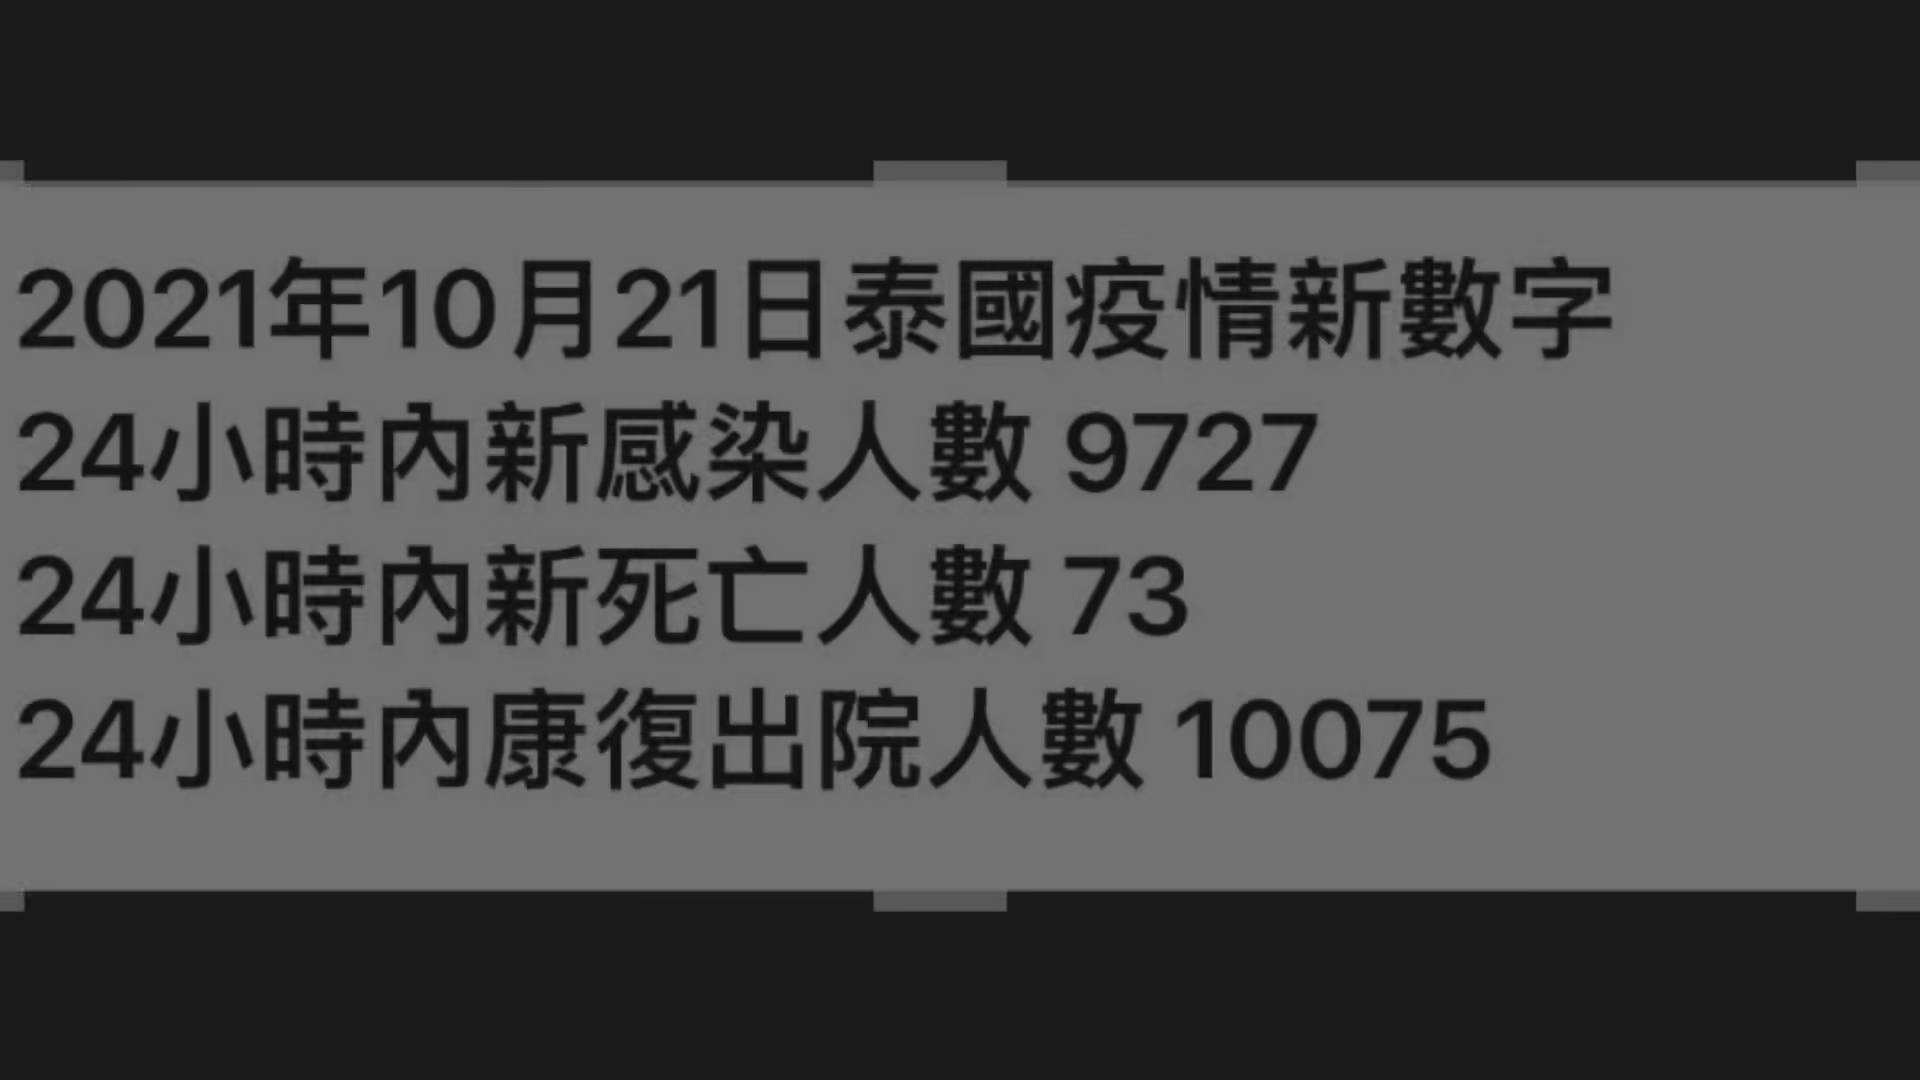 2021年10月21日泰國疫情新數字
24小時內新感染人數 9727
24小時內新死亡人數 73
24小時內康復出院人數 10075